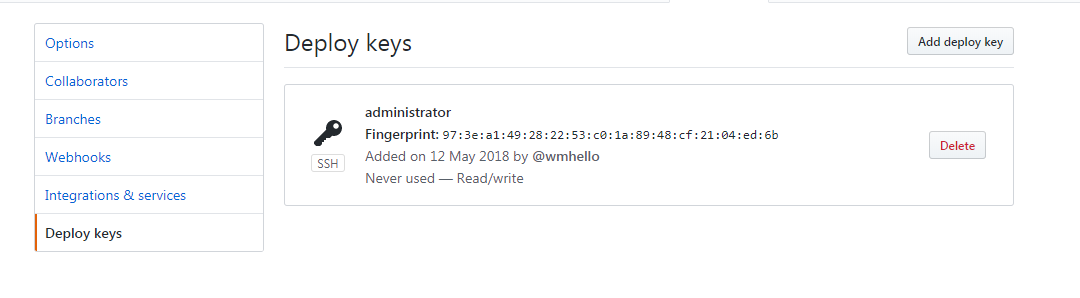 Options
Collaborators
Branches
Webhooks
Integrations & services
Deploy keys
Deploy keys
Add deploy key
SSH
administrator
Fingerprint: 97:3e:a1:49:28:22:53:c0:1a:89:48:cf:21:04:ed:6b
Added on 12 May 2018 by @wmhello
Never used — Read/write
Delete